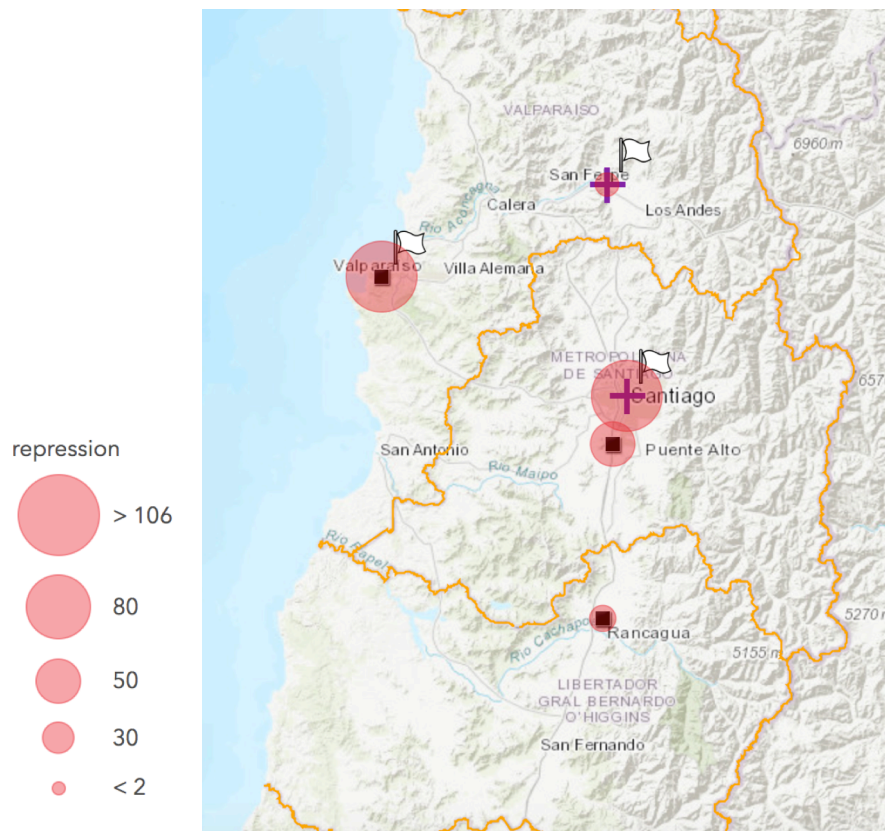 repression
> 106
80
50
30
< 2
VALPARAISO
6960 m
San Felipe
Calera
Los Andes
Rio Aconcagua
Valparaiso
Villa Alemana
METROPOLITANA
DE SANTIAGO
657
Santiago
San Antonio
Puente Alto
Rio Maipo
Rio Rapel
5270 m
Rio Cachapo
Rancagua
5155 m
LIBERTADOR
GRAL BERNARDO
O'HIGGINS
San Fernando